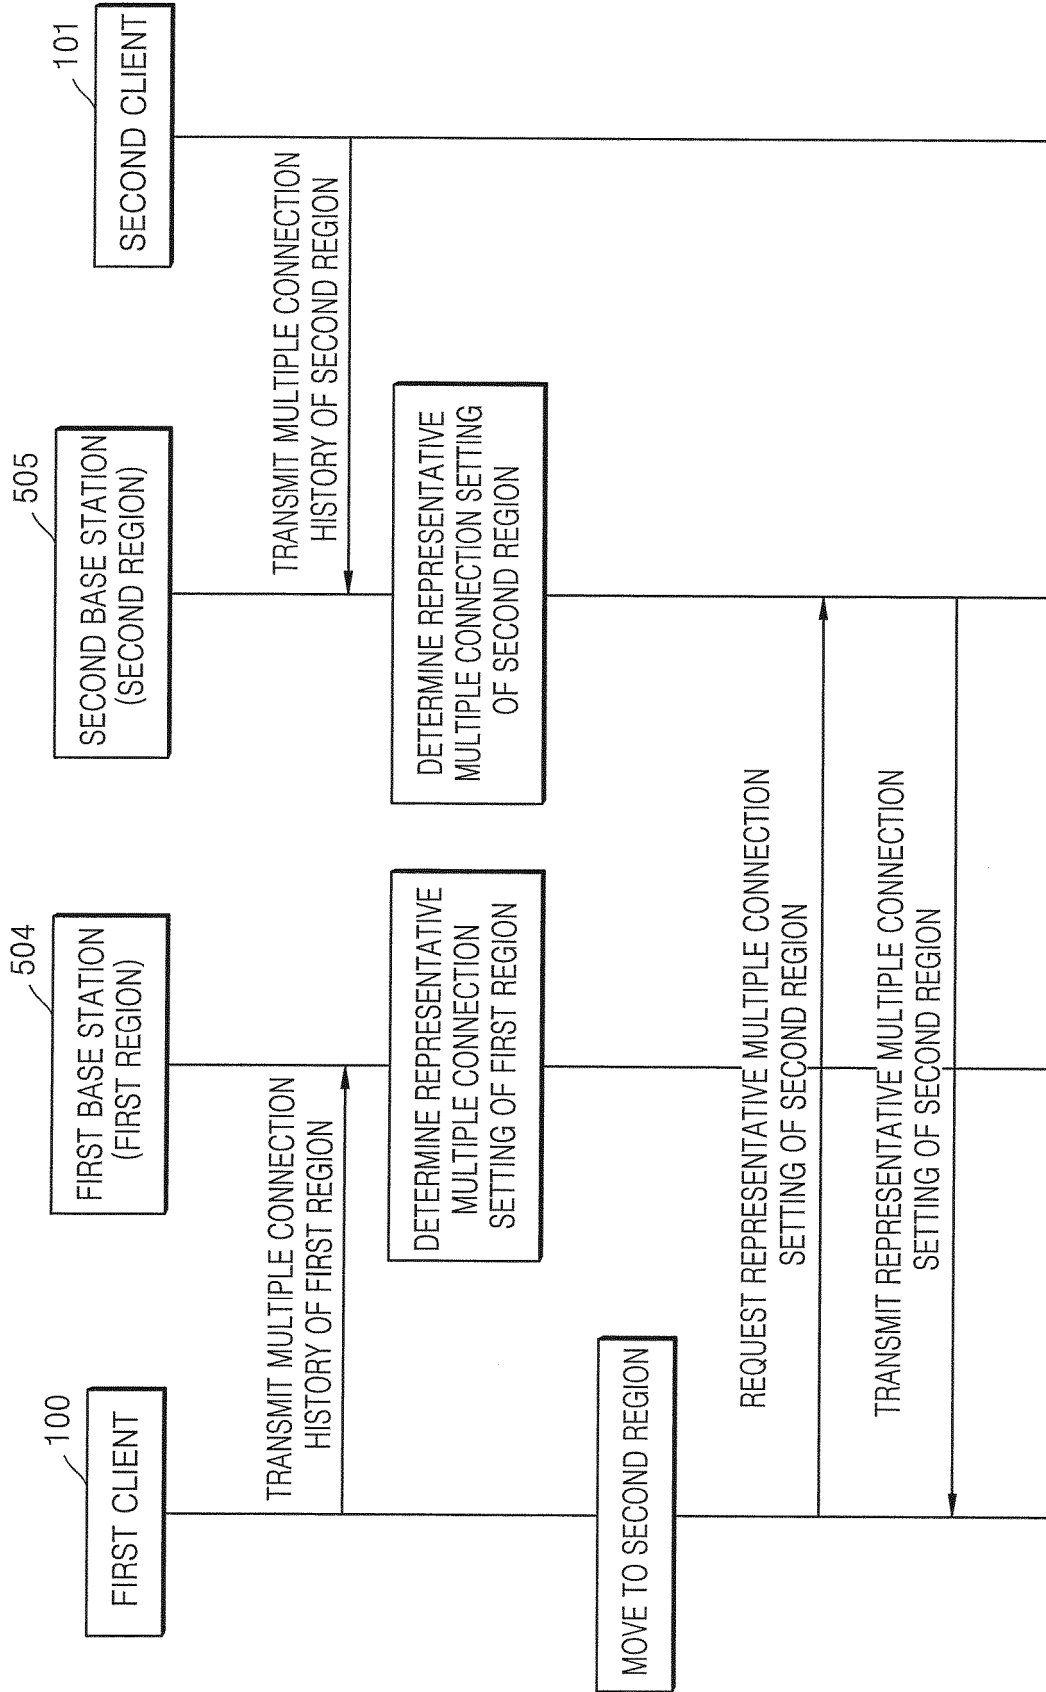 100
FIRST CLIENT
504
FIRST BASE STATION
(FIRST REGION)
505
SECOND BASE STATION
(SECOND REGION)
101
SECOND CLIENT
TRANSMIT MULTIPLE CONNECTION
HISTORY OF FIRST REGION
TRANSMIT MULTIPLE CONNECTION
HISTORY OF SECOND REGION
DETERMINE REPRESENTATIVE
MULTIPLE CONNECTION
SETTING OF FIRST REGION
DETERMINE REPRESENTATIVE
MULTIPLE CONNECTION SETTING
OF SECOND REGION
MOVE TO SECOND REGION
REQUEST REPRESENTATIVE MULTIPLE CONNECTION
SETTING OF SECOND REGION
TRANSMIT REPRESENTATIVE MULTIPLE CONNECTION
SETTING OF SECOND REGION